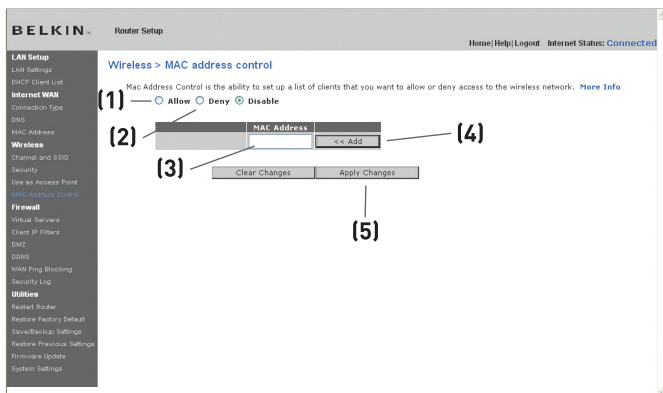 BELKIN® Router Setup
Home|Help|Logout Internet Status: Connected
LAN Setup
LAN Settings
DHCP Client List
Internet WAN
Connection Type
DNS
MAC Address
Wireless
Channel and SSID
Security
Use as Access Point
MAC Address Control
Firewall
Virtual Servers
Client IP Filters
DMZ
DDNS
WAN Ping Blocking
Security Log
Utilities
Restart Router
Restore Factory Default
Save/Backup Settings
Restore Previous Settings
Firmware Update
System Settings
Wireless > MAC address control
Mac Address Control is the ability to set up a list of clients that you want to allow or deny access to the wireless network. More Info
(1) Allow Deny Disable
(2)
MAC Address
<< Add
(3)
(4)
Clear Changes Apply Changes
(5)